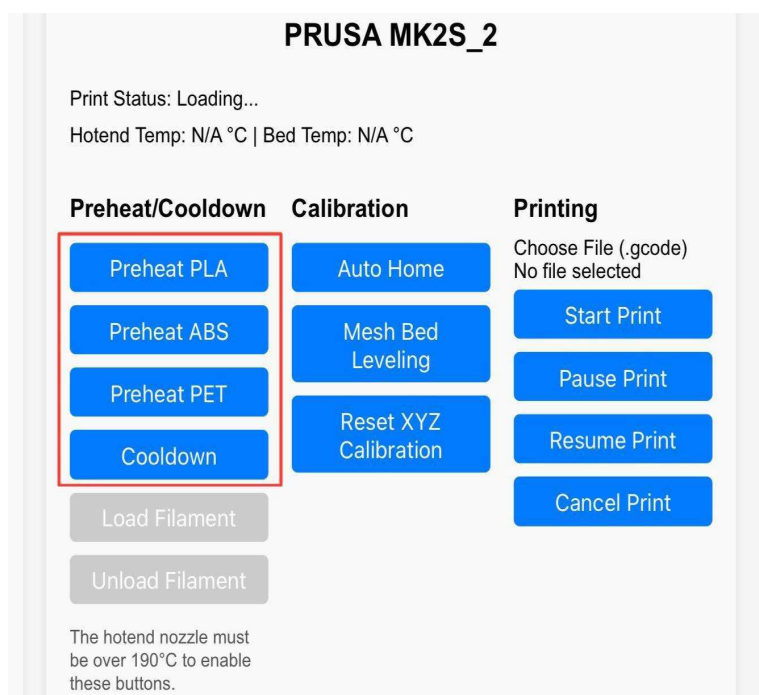 PRUSA MK2S_2
Print Status: Loading...
Hotend Temp: N/A °C | Bed Temp: N/A °C
Preheat/Cooldown
Preheat PLA
Preheat ABS
Preheat PET
Cooldown
Load Filament
Unload Filament
The hotend nozzle must
be over 190°C to enable
these buttons.
Calibration
Auto Home
Mesh Bed
Leveling
Reset XYZ
Calibration
Printing
Choose File (.gcode)
No file selected
Start Print
Pause Print
Resume Print
Cancel Print